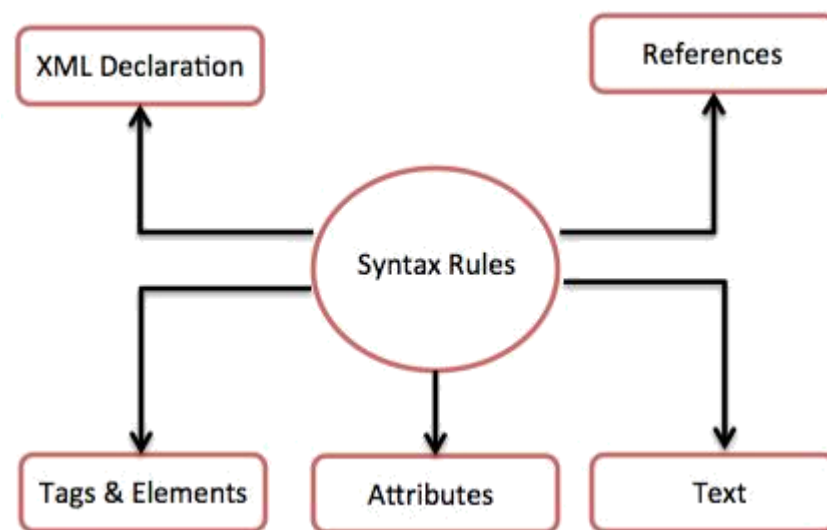 XML Declaration
References
Syntax Rules
Tags & Elements
Attributes
Text